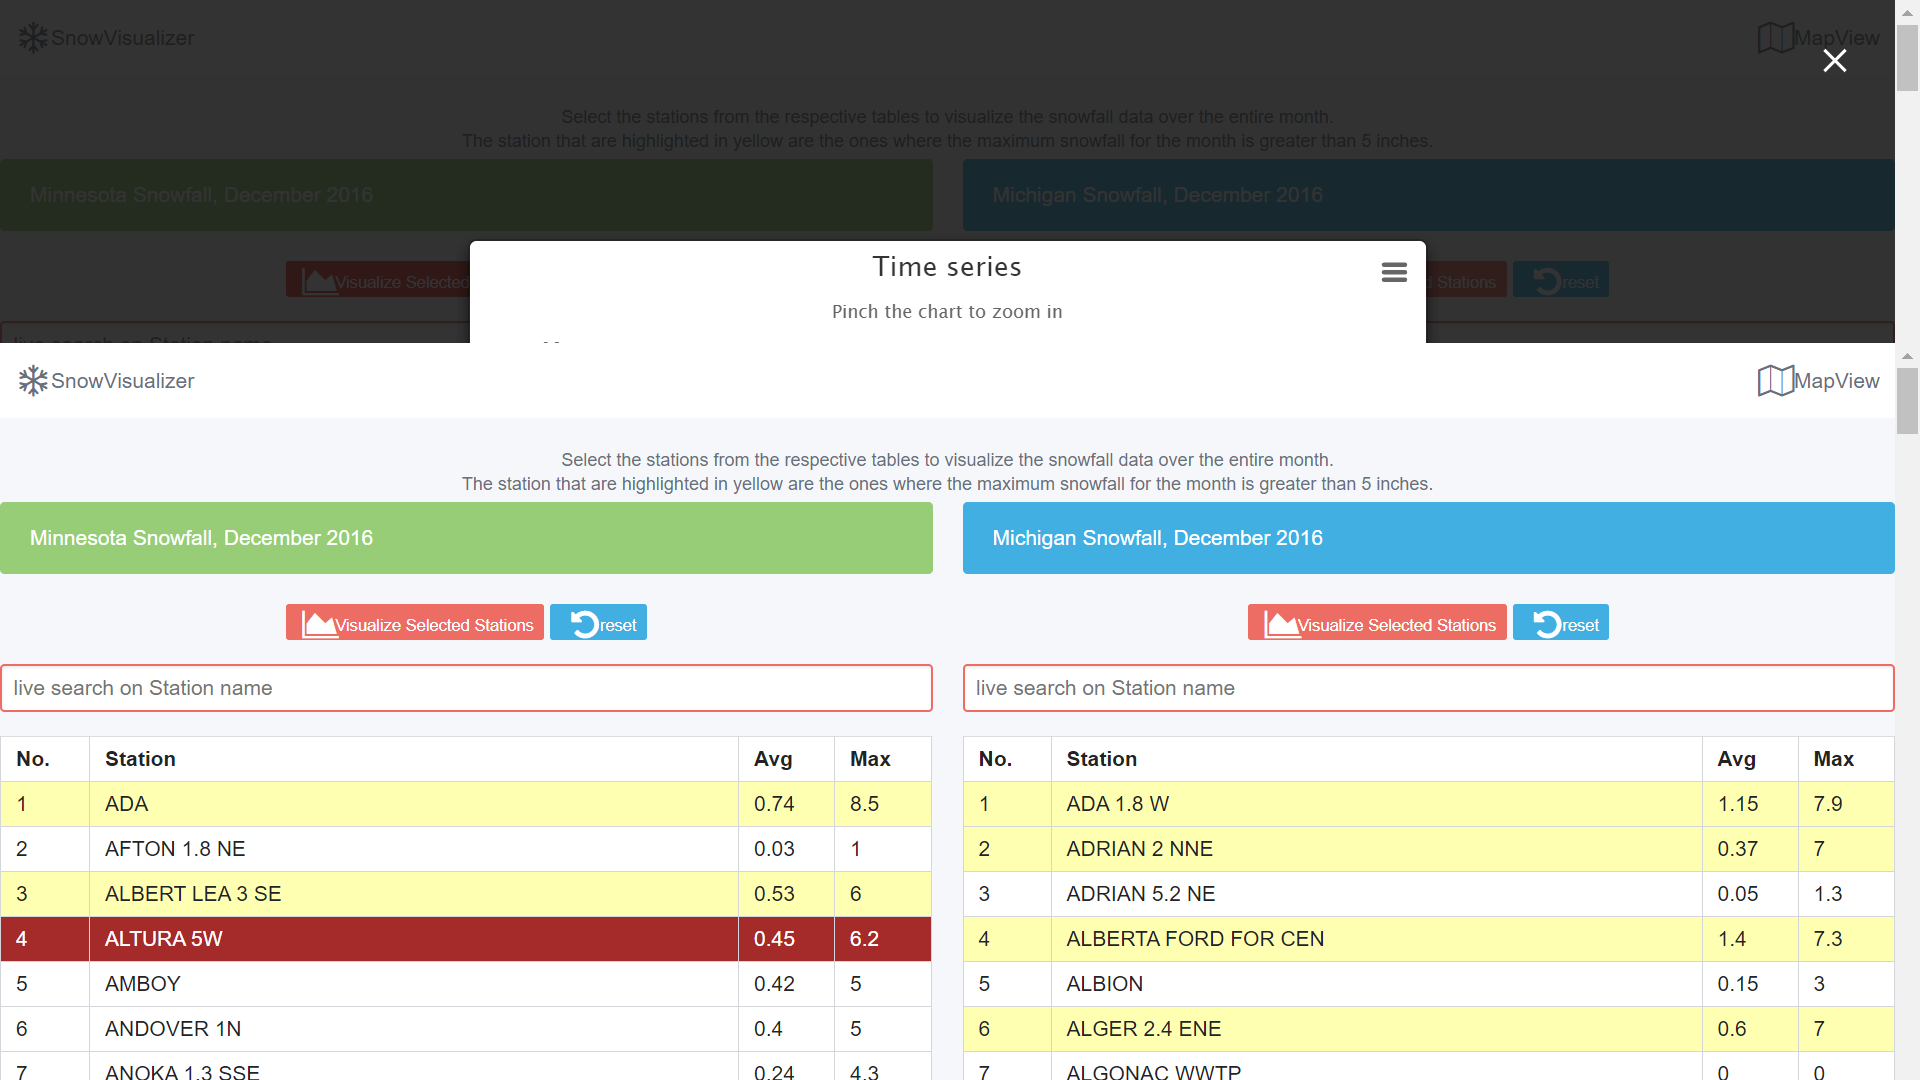 SnowVisualizer
MapView
Select the stations from the respective tables to visualize the snowfall data over the entire month.
The station that are highlighted in yellow are the ones where the maximum snowfall for the month is greater than 5 inches.
Minnesota Snowfall, December 2016
Michigan Snowfall, December 2016
Visualize Selected
Time series
d Stations
reset
Pinch the chart to zoom in
SnowVisualizer
MapView
Select the stations from the respective tables to visualize the snowfall data over the entire month.
The station that are highlighted in yellow are the ones where the maximum snowfall for the month is greater than 5 inches.
Minnesota Snowfall, December 2016
Michigan Snowfall, December 2016
Visualize Selected Stations reset
Visualize Selected Stations reset
live search on Station name
live search on Station name
No. Station Avg Max
1 ADA 0.74 8.5
2 AFTON 1.8 NE 0.03 1
3 ALBERT LEA 3 SE 0.53 6
4 ALTURA 5W 0.45 6.2
5 AMBOY 0.42 5
6 ANDOVER 1N 0.4 5
7 ANOKA 1.3 SSE 0.24 4.3
No. Station Avg Max
1 ADA 1.8 W 1.15 7.9
2 ADRIAN 2 NNE 0.37 7
3 ADRIAN 5.2 NE 0.05 1.3
4 ALBERTA FORD FOR CEN 1.4 7.3
5 ALBION 0.15 3
6 ALGER 2.4 ENE 0.6 7
7 ALGONAC WWTP 0 0